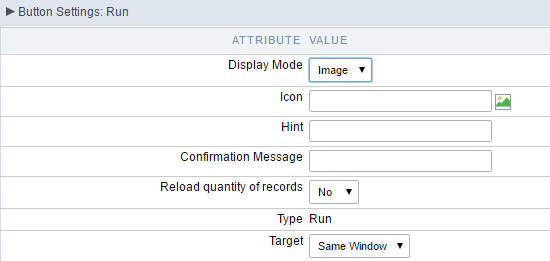 Button Settings: Run
ATTRIBUTE VALUE
Display Mode Image
Icon
Hint
Confirmation Message
Reload quantity of records No
Type Run
Target Same Window